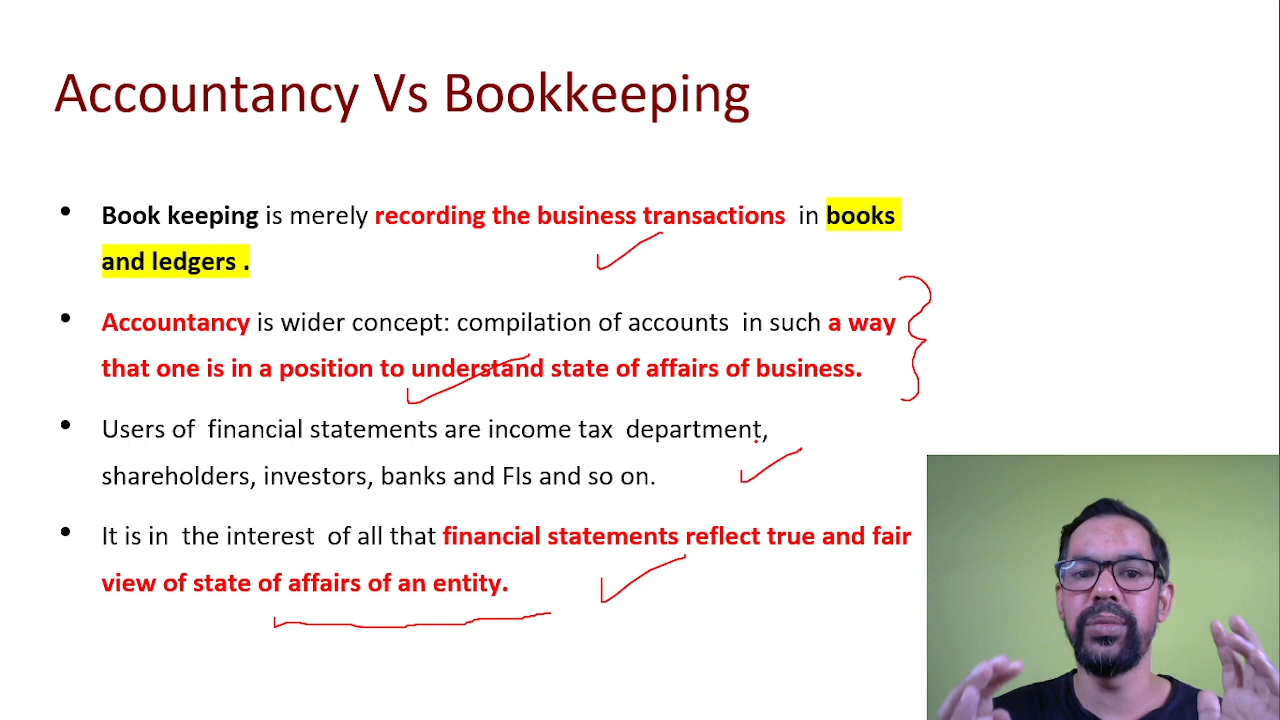 Accountancy Vs Bookkeeping
• Book keeping is merely recording the business transactions in books
and ledgers .
• Accountancy is wider concept: compilation of accounts in such a way
that one is in a position to understand state of affairs of business.
• Users of financial statements are income tax department,
shareholders, investors, banks and FIs and so on.
• It is in the interest of all that financial statements reflect true and fair
view of state of affairs of an entity.